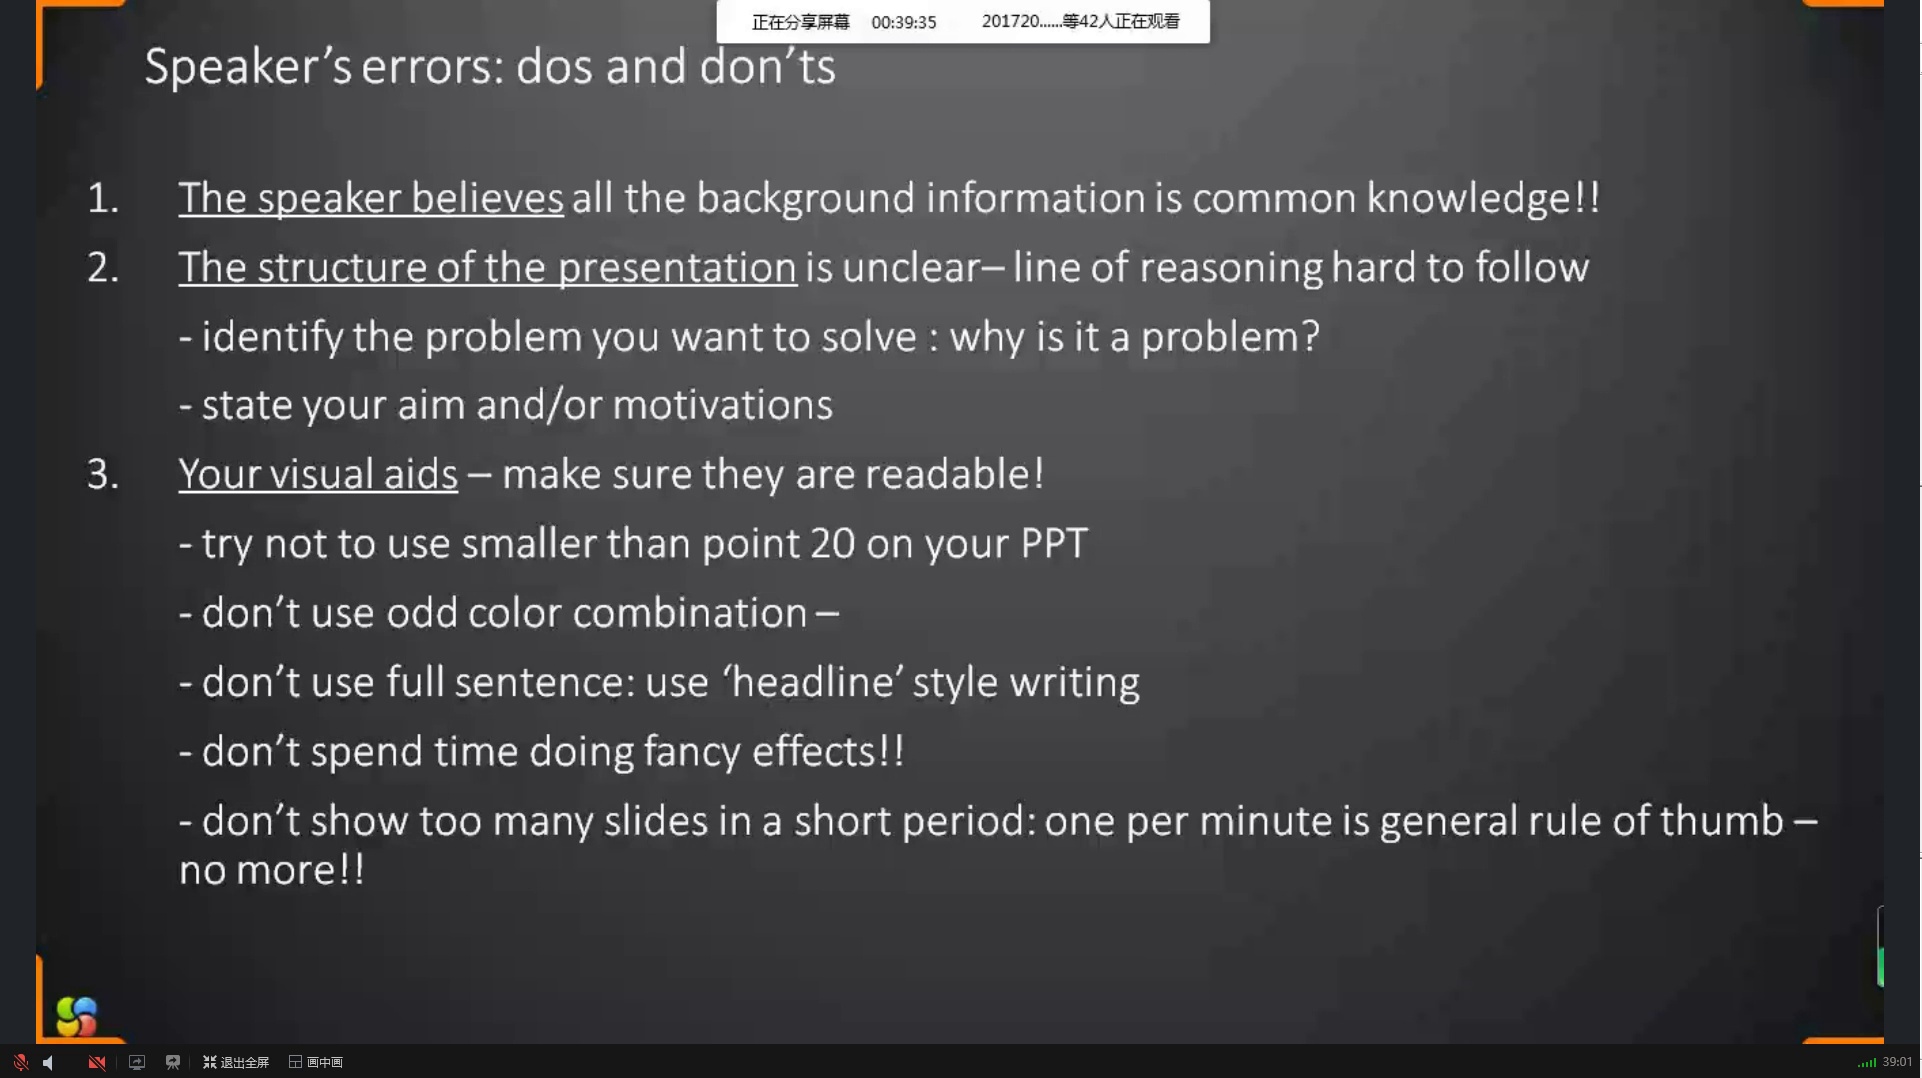 正在分享屏幕 00:39:35 201720......等42人正在观看
Speaker’s errors: dos and don’ts
1. The speaker believes all the background information is common knowledge!!
2. The structure of the presentation is unclear– line of reasoning hard to follow
- identify the problem you want to solve : why is it a problem?
- state your aim and/or motivations
3. Your visual aids – make sure they are readable!
- try not to use smaller than point 20 on your PPT
- don’t use odd color combination –
- don’t use full sentence: use ‘headline’ style writing
- don’t spend time doing fancy effects!!
- don’t show too many slides in a short period: one per minute is general rule of thumb –
no more!!
退出全屏 画中画 39:01